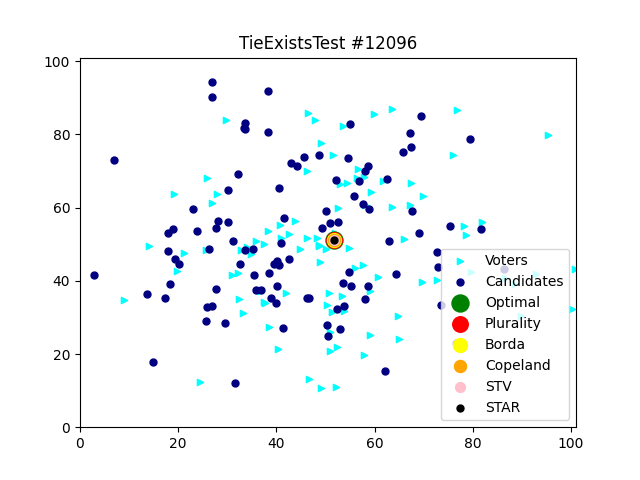 TieExistsTest #12096
100
80
60
40
20
0
0
20
40
60
80
100
Voters
Candidates
Optimal
Plurality
Borda
Copeland
STV
STAR